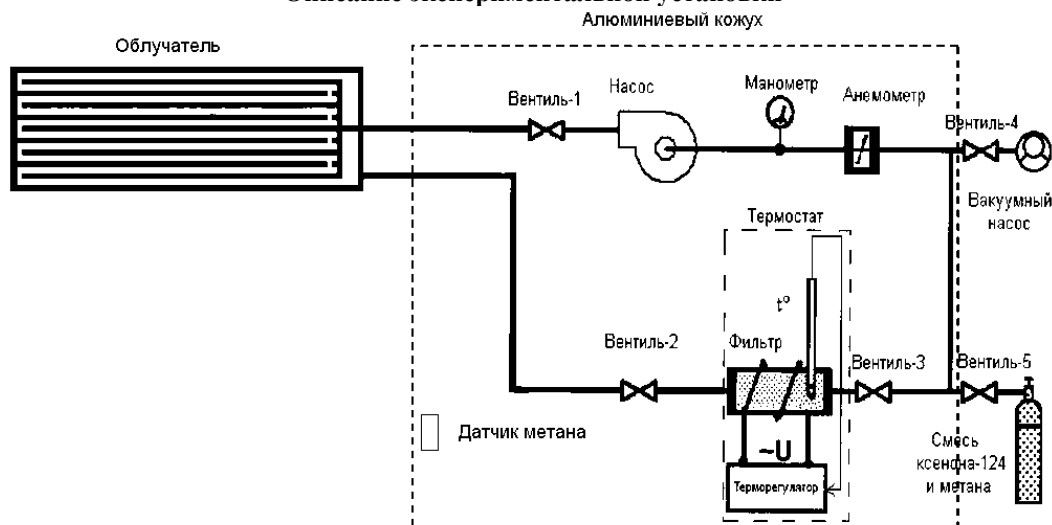 Алюминиевый кожух
Облучатель
Вентиль-1
Насос
Манометр
Анемометр
Вентиль-4
Вакуумный
насос
Термостат
t°
Вентиль-2
Фильтр
Вентиль-3
Вентиль-5
Датчик метана
~U
Терморегулятор
Смесь
ксенона-124
и метана